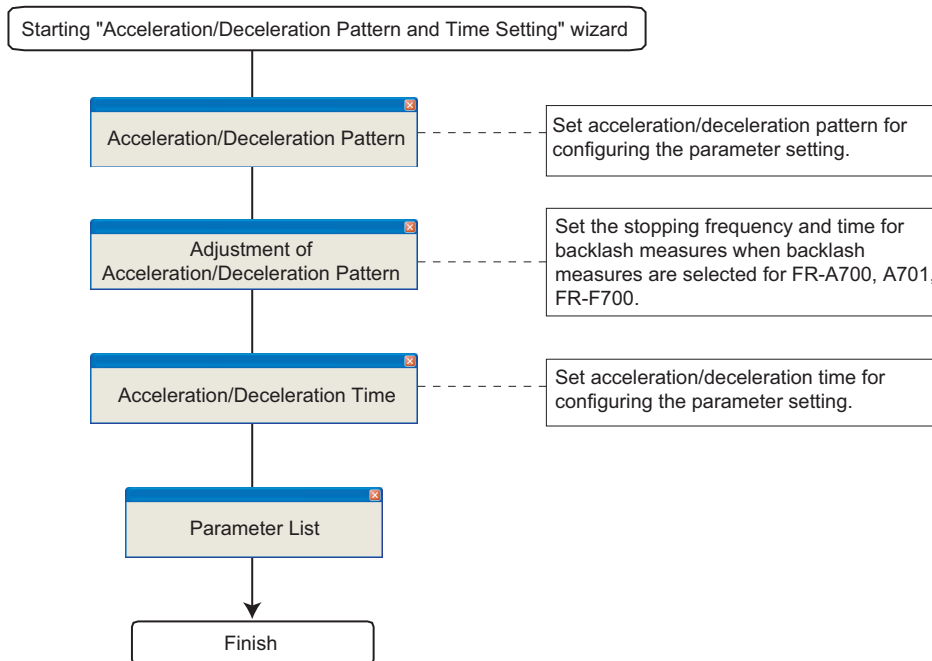 Starting "Acceleration/Deceleration Pattern and Time Setting" wizard
Acceleration/Deceleration Pattern
Set acceleration/deceleration pattern for
configuring the parameter setting.
Adjustment of
Acceleration/Deceleration Pattern
Set the stopping frequency and time for
backlash measures when backlash
measures are selected for FR-A700, A701,
FR-F700.
Acceleration/Deceleration Time
Set acceleration/deceleration time for
configuring the parameter setting.
Parameter List
Finish